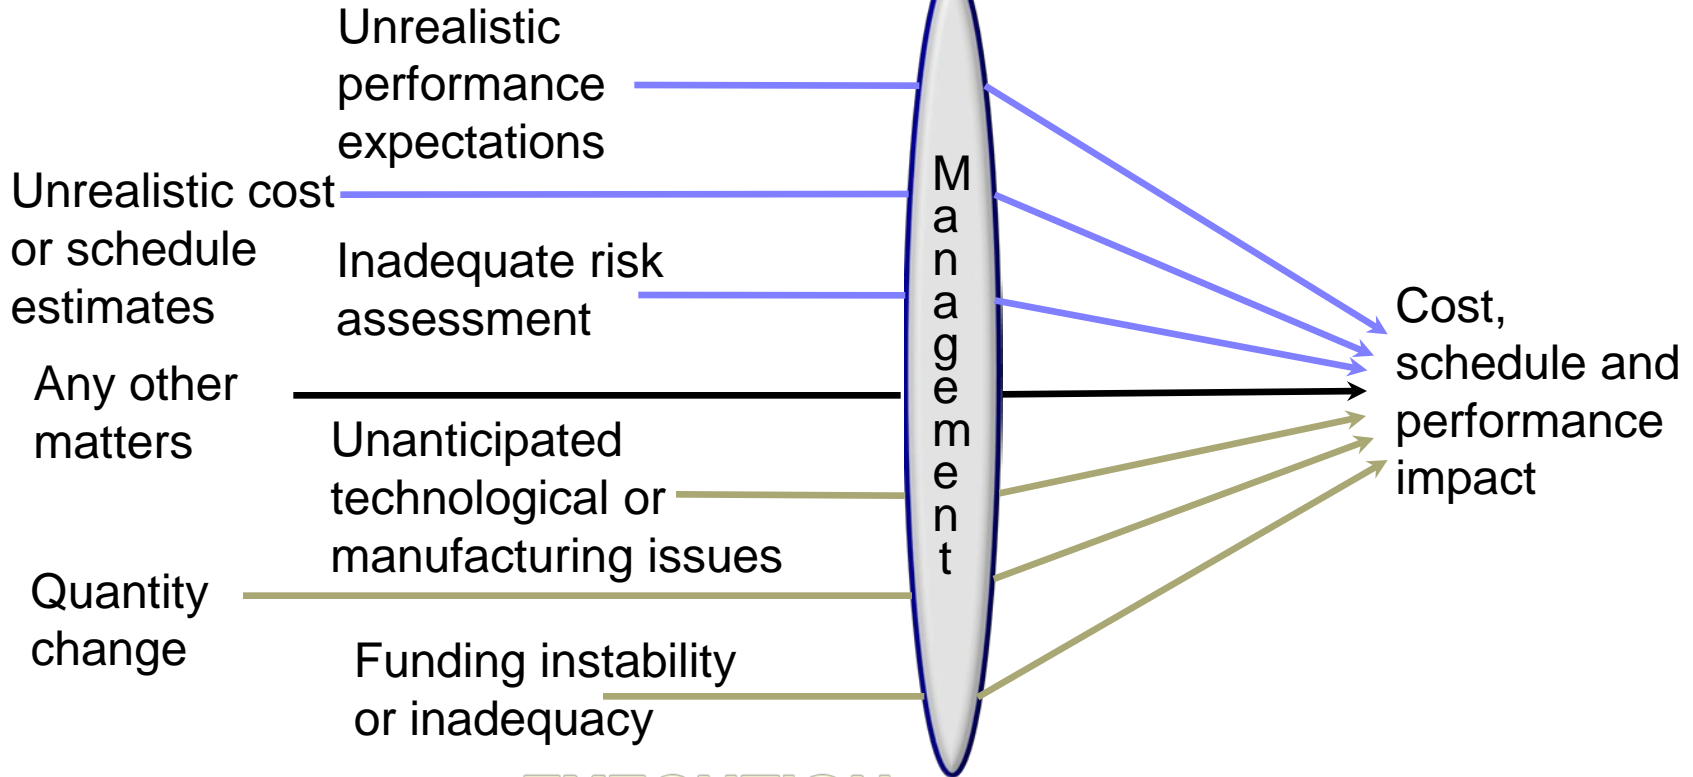 Unrealistic
performance
expectations
Unrealistic cost
or schedule
estimates
Inadequate risk
assessment
Any other
matters
Unanticipated
technological or
manufacturing issues
Quantity
change
Funding instability
or inadequacy
Management
Cost,
schedule and
performance
impact